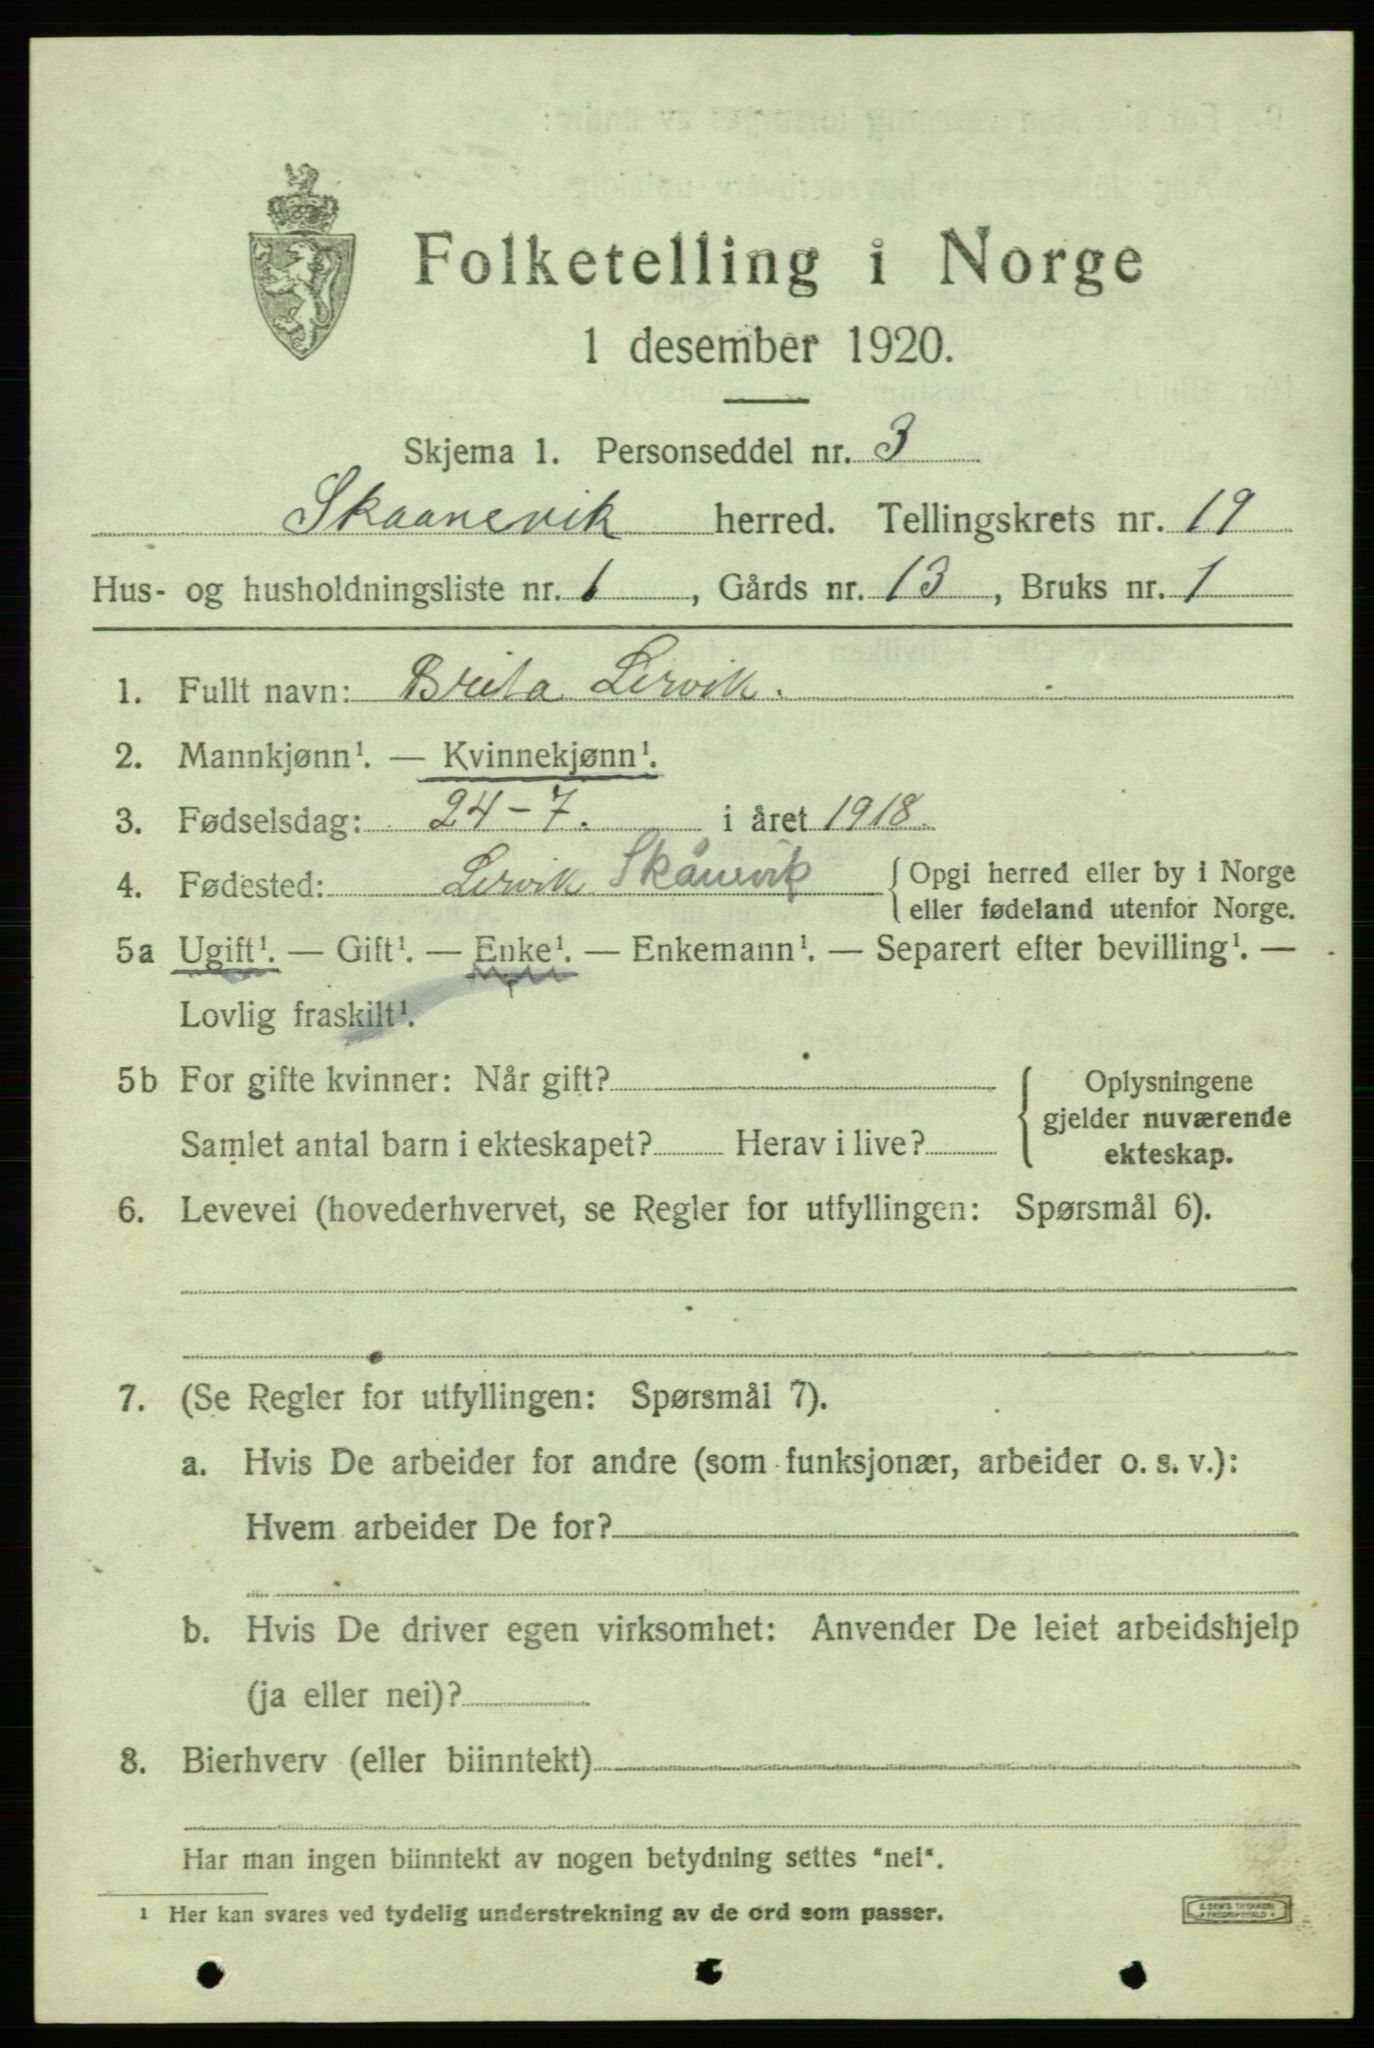 Folketelling i Norge
1 desember 1920.
Skjema 1. Personseddel nr. 3
Skaanevik herred. Tellingskrets nr. 19
Hus- og husholdningsliste nr. 1, Gårds nr. 13, Bruks nr. 1
1. Fullt navn: Brita Lervik.
2. Mannkjønn¹. — Kvinnekjønn¹.
3. Fødselsdag: 24-7. i året 1918.
4. Fødested: Lervik Skånevik { Opgi herred eller by i Norge
eller fødeland utenfor Norge.
5a Ugift¹. — Gift¹. — Enke¹. — Enkemann¹. — Separert efter bevilling¹. —
Lovlig fraskilt¹.
5b For gifte kvinner: Når gift? { Oplysningene
gjelder nuværende
Samlet antal barn i ekteskapet? Herav i live? ekteskap.
6. Levevei (hovederhvervet, se Regler for utfyllingen: Spørsmål 6).
7. (Se Regler for utfyllingen: Spørsmål 7).
a. Hvis De arbeider for andre (som funksjonær, arbeider o. s. v.):
Hvem arbeider De for?
b. Hvis De driver egen virksomhet: Anvender De leiet arbeidshjelp
(ja eller nei)?
8. Bierhverv (eller biinntekt)
Har man ingen biinntekt av nogen betydning settes "nei".
1 Her kan svares ved tydelig understrekning av de ord som passer.